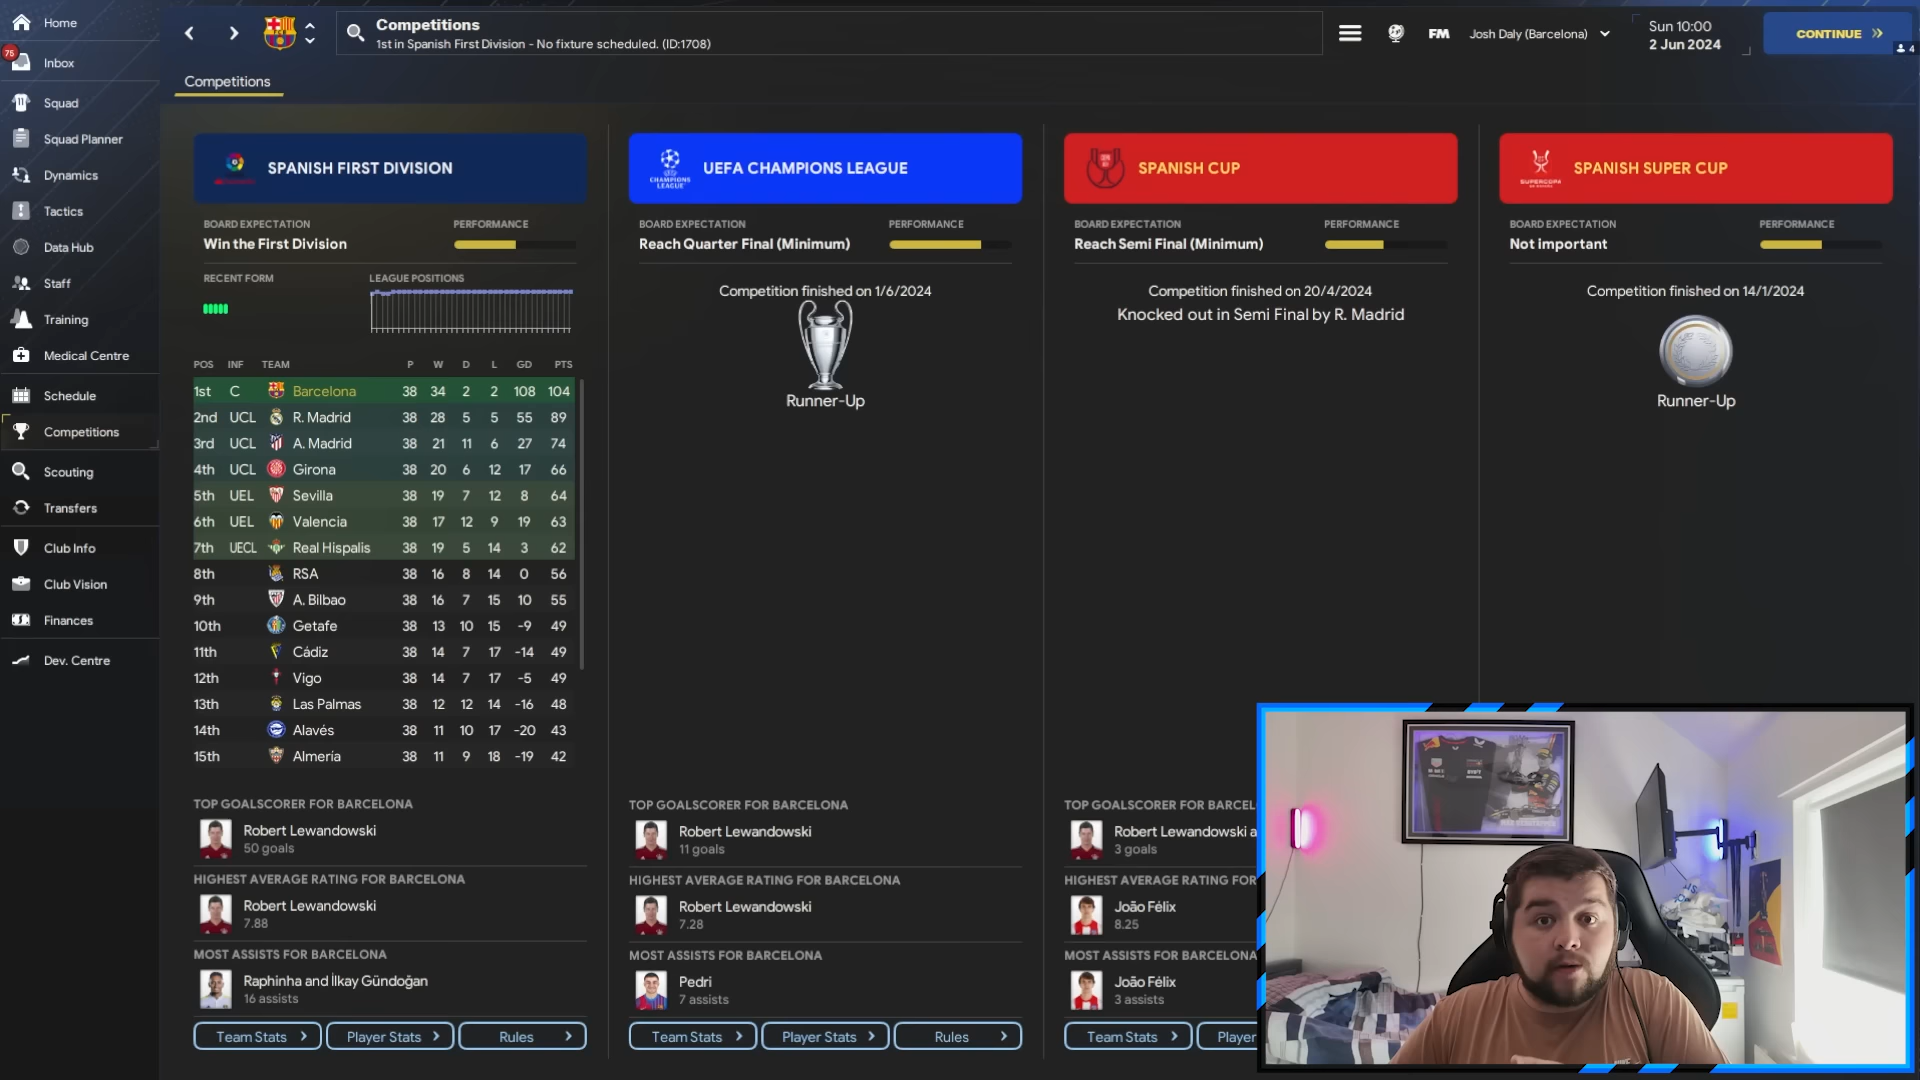 Home
Competitions
1st in Spanish First Division - No fixture scheduled. (ID:1708)
FM
Josh Daly (Barcelona)
Sun 10:00
2 Jun 2024
CONTINUE
4
76
Inbox
Squad
Squad Planner
Dynamics
Tactics
Data Hub
Staff
Training
Medical Centre
Schedule
Competitions
Scouting
Transfers
Club Info
Club Vision
Finances
Dev. Centre
Competitions
SPANISH FIRST DIVISION
BOARD EXPECTATION PERFORMANCE
Win the First Division
RECENT FORM LEAGUE POSITIONS
POS INF TEAM P W D L GD PTS
1st C Barcelona 38 34 2 2 108 104
2nd UCL R. Madrid 38 28 5 5 55 89
3rd UCL A. Madrid 38 21 11 6 27 74
4th UCL Girona 38 20 6 12 17 66
5th UEL Sevilla 38 19 7 12 8 64
6th UEL Valencia 38 17 12 9 19 63
7th UECL Real Hispalis 38 19 5 14 3 62
8th RSA 38 16 8 14 0 56
9th A. Bilbao 38 16 7 15 10 55
10th Getafe 38 13 10 15 -9 49
11th Cádiz 38 14 7 17 -14 49
12th Vigo 38 14 7 17 -5 49
13th Las Palmas 38 12 12 14 -16 48
14th Alavés 38 11 10 17 -20 43
15th Almería 38 11 9 18 -19 42
TOP GOALSCORER FOR BARCELONA
Robert Lewandowski
50 goals
HIGHEST AVERAGE RATING FOR BARCELONA
Robert Lewandowski
7.88
MOST ASSISTS FOR BARCELONA
Raphinha and İlkay Gündoğan
16 assists
Team Stats Player Stats Rules
CHAMPIONS LEAGUE
UEFA CHAMPIONS LEAGUE
BOARD EXPECTATION PERFORMANCE
Reach Quarter Final (Minimum)
Competition finished on 1/6/2024
Runner-Up
TOP GOALSCORER FOR BARCELONA
Robert Lewandowski
11 goals
HIGHEST AVERAGE RATING FOR BARCELONA
Robert Lewandowski
7.28
MOST ASSISTS FOR BARCELONA
Pedri
7 assists
Team Stats Player Stats Rules
SPANISH CUP
BOARD EXPECTATION PERFORMANCE
Reach Semi Final (Minimum)
Competition finished on 20/4/2024
Knocked out in Semi Final by R. Madrid
TOP GOALSCORER FOR BARCEL
Robert Lewandowski a
3 goals
HIGHEST AVERAGE RATING FOR
João Félix
8.25
MOST ASSISTS FOR BARCELONA
João Félix
3 assists
Team Stats Player
SUPERCOPA
SPANISH SUPER CUP
BOARD EXPECTATION PERFORMANCE
Not important
Competition finished on 14/1/2024
Runner-Up